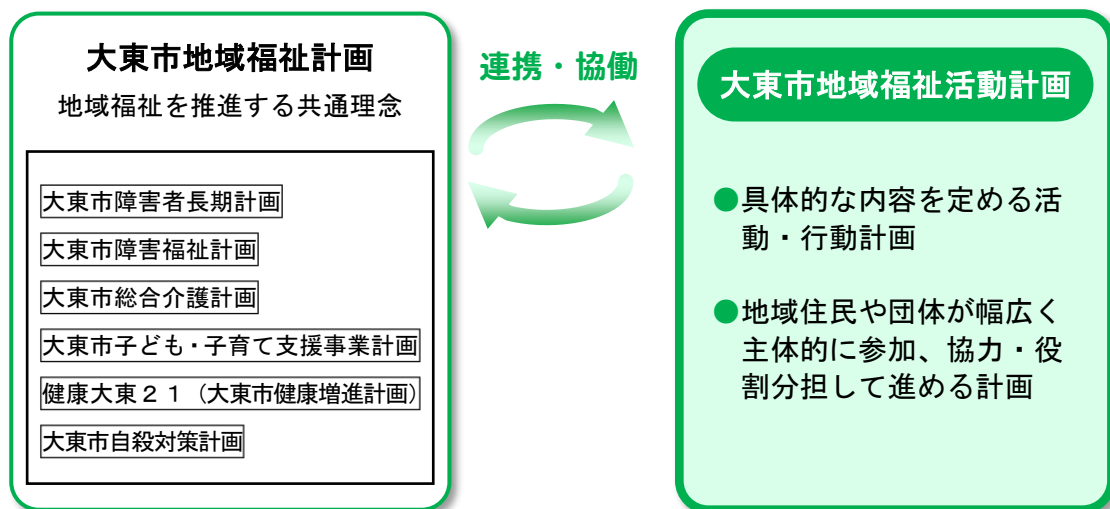 大東市地域福祉計画
地域福祉を推進する共通理念
大東市障害者長期計画
大東市障害福祉計画
大東市総合介護計画
大東市子ども・子育て支援事業計画
健康大東２１（大東市健康増進計画）
大東市自殺対策計画
連携・協働
大東市地域福祉活動計画
●具体的な内容を定める活
動・行動計画
●地域住民や団体が幅広く
主体的に参加、協力・役
割分担して進める計画